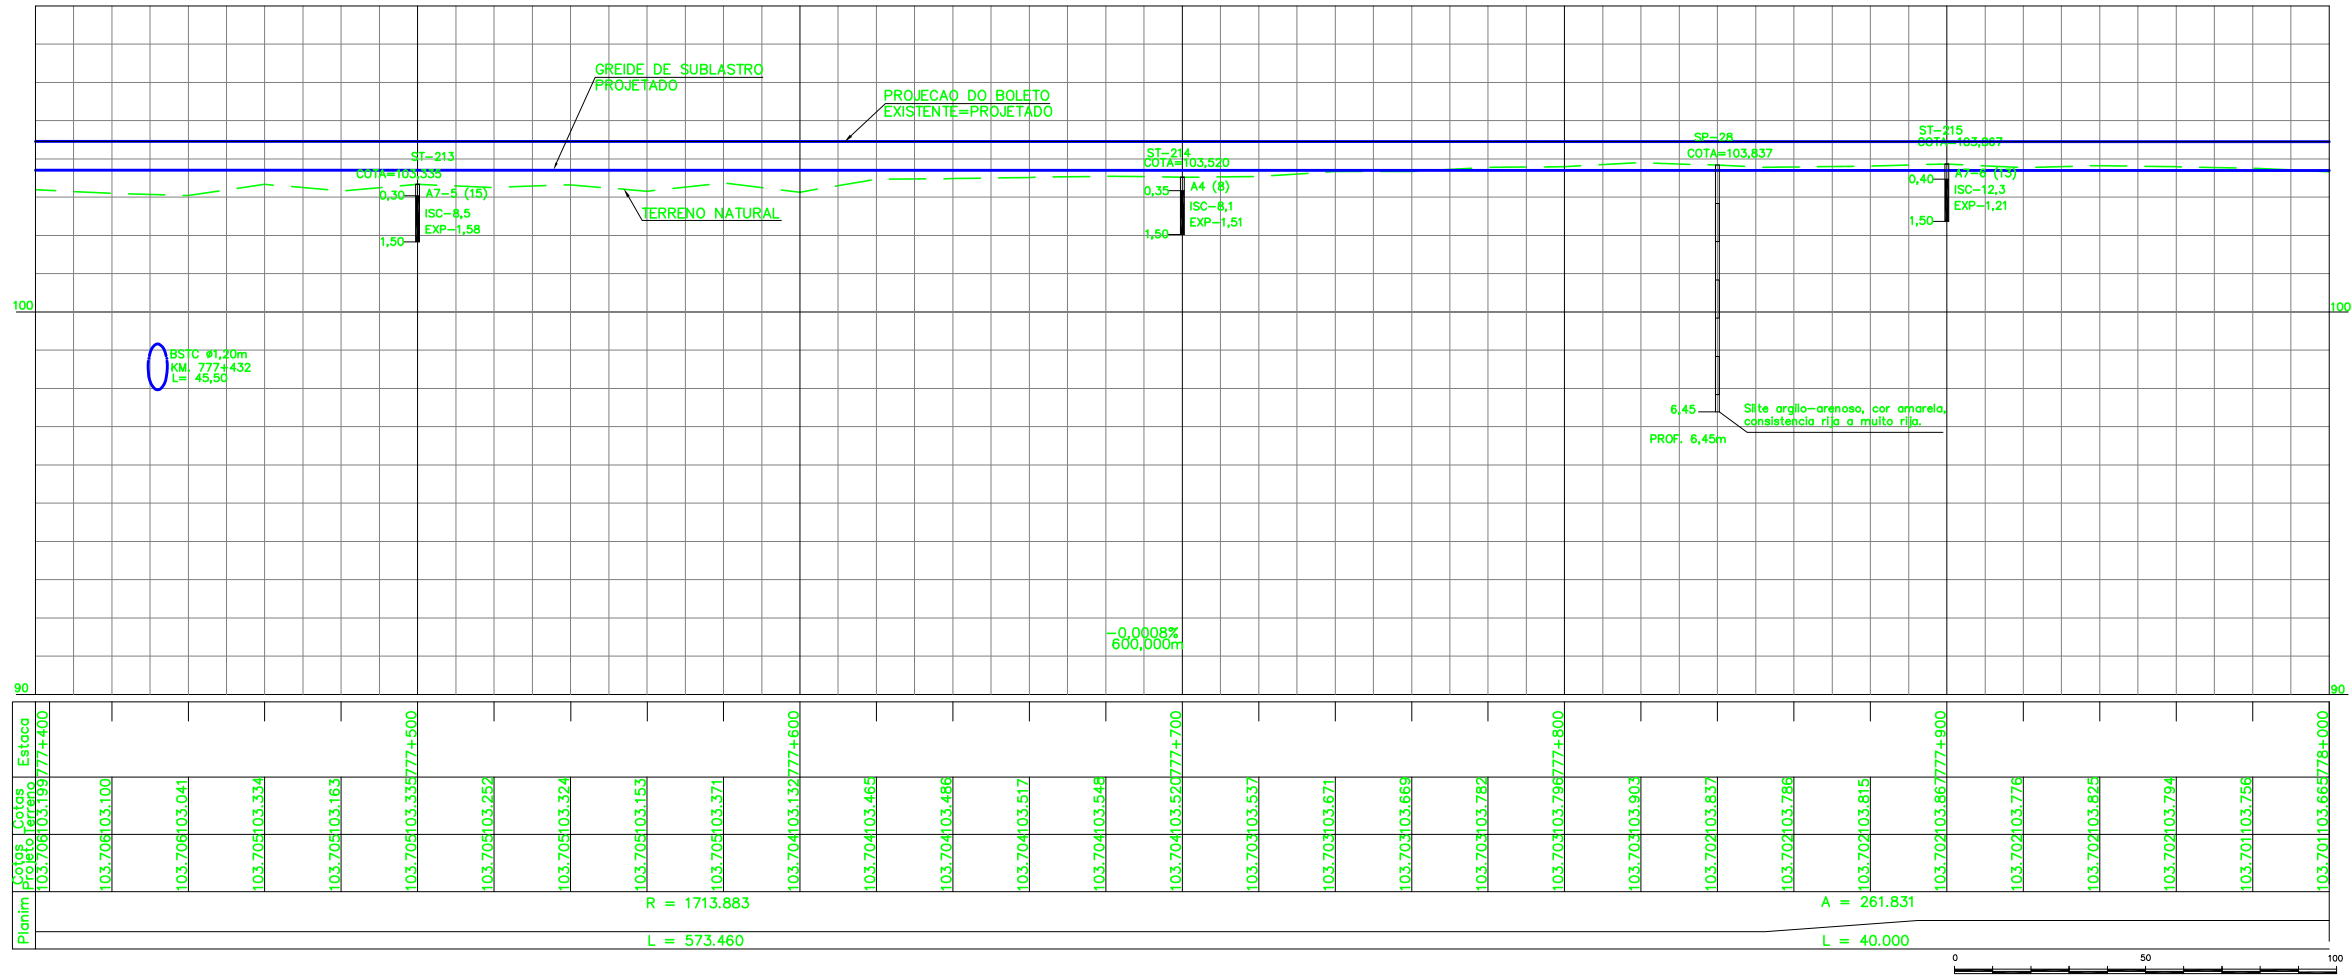 GREIDE DE SUBLASTRO
PROJETADO
PROJECAO DO BOLETO
EXISTENTE=PROJETADO
ST-213
COTA=103,335
0,30
A7-5 (15)
ISC-8,5
EXP-1,58
1,50
TERRENO NATURAL
ST-214
COTA=103,520
0,35
A4 (8)
ISC-8,1
EXP-1,51
1,50
SP-28
COTA=103,837
ST-215
COTA=103,867
0,40
A7-6 (13)
ISC-12,3
EXP-1,21
1,50
100
100
BSTC ø1,20m
KM. 777+432
L= 45,50
6,45
Silte argilo-arenoso, cor amarela,
consistencia rija a muito rija.
PROF. 6,45m
-0,0008%
600,000m
90
90
Estaca
777+400
777+500
777+600
777+700
777+800
777+900
778+000
Cotas
Terreno
103.199
103.100
103.041
103.334
103.163
103.335
103.252
103.324
103.153
103.371
103.132
103.465
103.486
103.517
103.548
103.520
103.537
103.671
103.669
103.782
103.796
103.903
103.837
103.786
103.815
103.867
103.776
103.825
103.794
103.756
103.665
Cotas
Projeto
103.706
103.706
103.706
103.705
103.705
103.705
103.705
103.705
103.705
103.705
103.704
103.704
103.704
103.704
103.704
103.704
103.703
103.703
103.703
103.703
103.703
103.703
103.702
103.702
103.702
103.702
103.702
103.702
103.702
103.701
103.701
Planim
R = 1713.883
A = 261.831
L = 573.460
L = 40.000
0
50
100